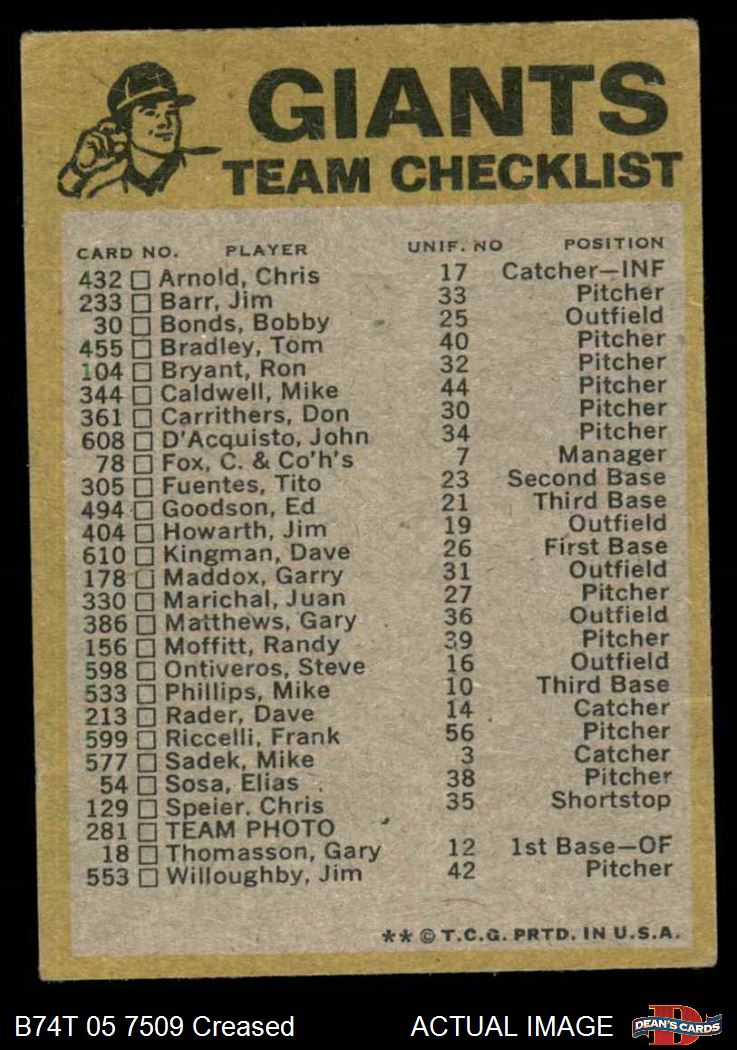 GIANTS
TEAM CHECKLIST
CARD NO. PLAYER UNIF. NO POSITION
432 Arnold, Chris 17 Catcher—INF
233 Barr, Jim 33 Pitcher
30 Bonds, Bobby 25 Outfield
455 Bradley, Tom 40 Pitcher
104 Bryant, Ron 32 Pitcher
344 Caldwell, Mike 44 Pitcher
361 Carrithers, Don 30 Pitcher
608 D'Acquisto, John 34 Pitcher
78 Fox, C. & Co'h's 7 Manager
305 Fuentes, Tito 23 Second Base
494 Goodson, Ed 21 Third Base
404 Howarth, Jim 19 Outfield
610 Kingman, Dave 26 First Base
178 Maddox, Garry 31 Outfield
330 Marichal, Juan 27 Pitcher
386 Matthews, Gary 36 Outfield
156 Moffitt, Randy 39 Pitcher
598 Ontiveros, Steve 16 Outfield
533 Phillips, Mike 10 Third Base
213 Rader, Dave 14 Catcher
599 Riccelli, Frank 56 Pitcher
577 Sadek, Mike 3 Catcher
54 Sosa, Elias 38 Pitcher
129 Speier, Chris 35 Shortstop
281 TEAM PHOTO
18 Thomasson, Gary 12 1st Base—OF
553 Willoughby, Jim 42 Pitcher
** © T.C.G. PRTD. IN U.S.A.
B74T 05 7509 Creased ACTUAL IMAGE
DEAN'S CARDS